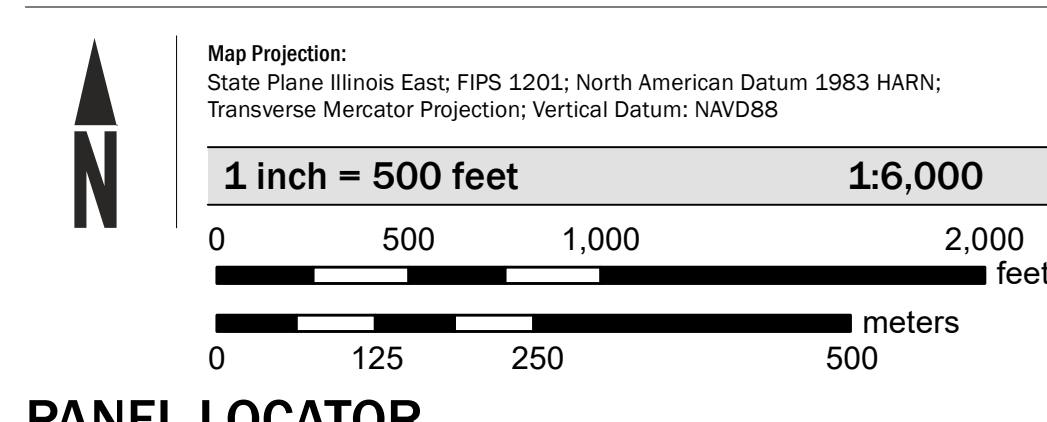 Map Projection:
State Plane Illinois East; FIPS 1201; North American Datum 1983 HARN;
Transverse Mercator Projection; Vertical Datum: NAVD88
N
1 inch = 500 feet 1:6,000
0 500 1,000 2,000
feet
meters
0 125 250 500
PANEL LOCATOR